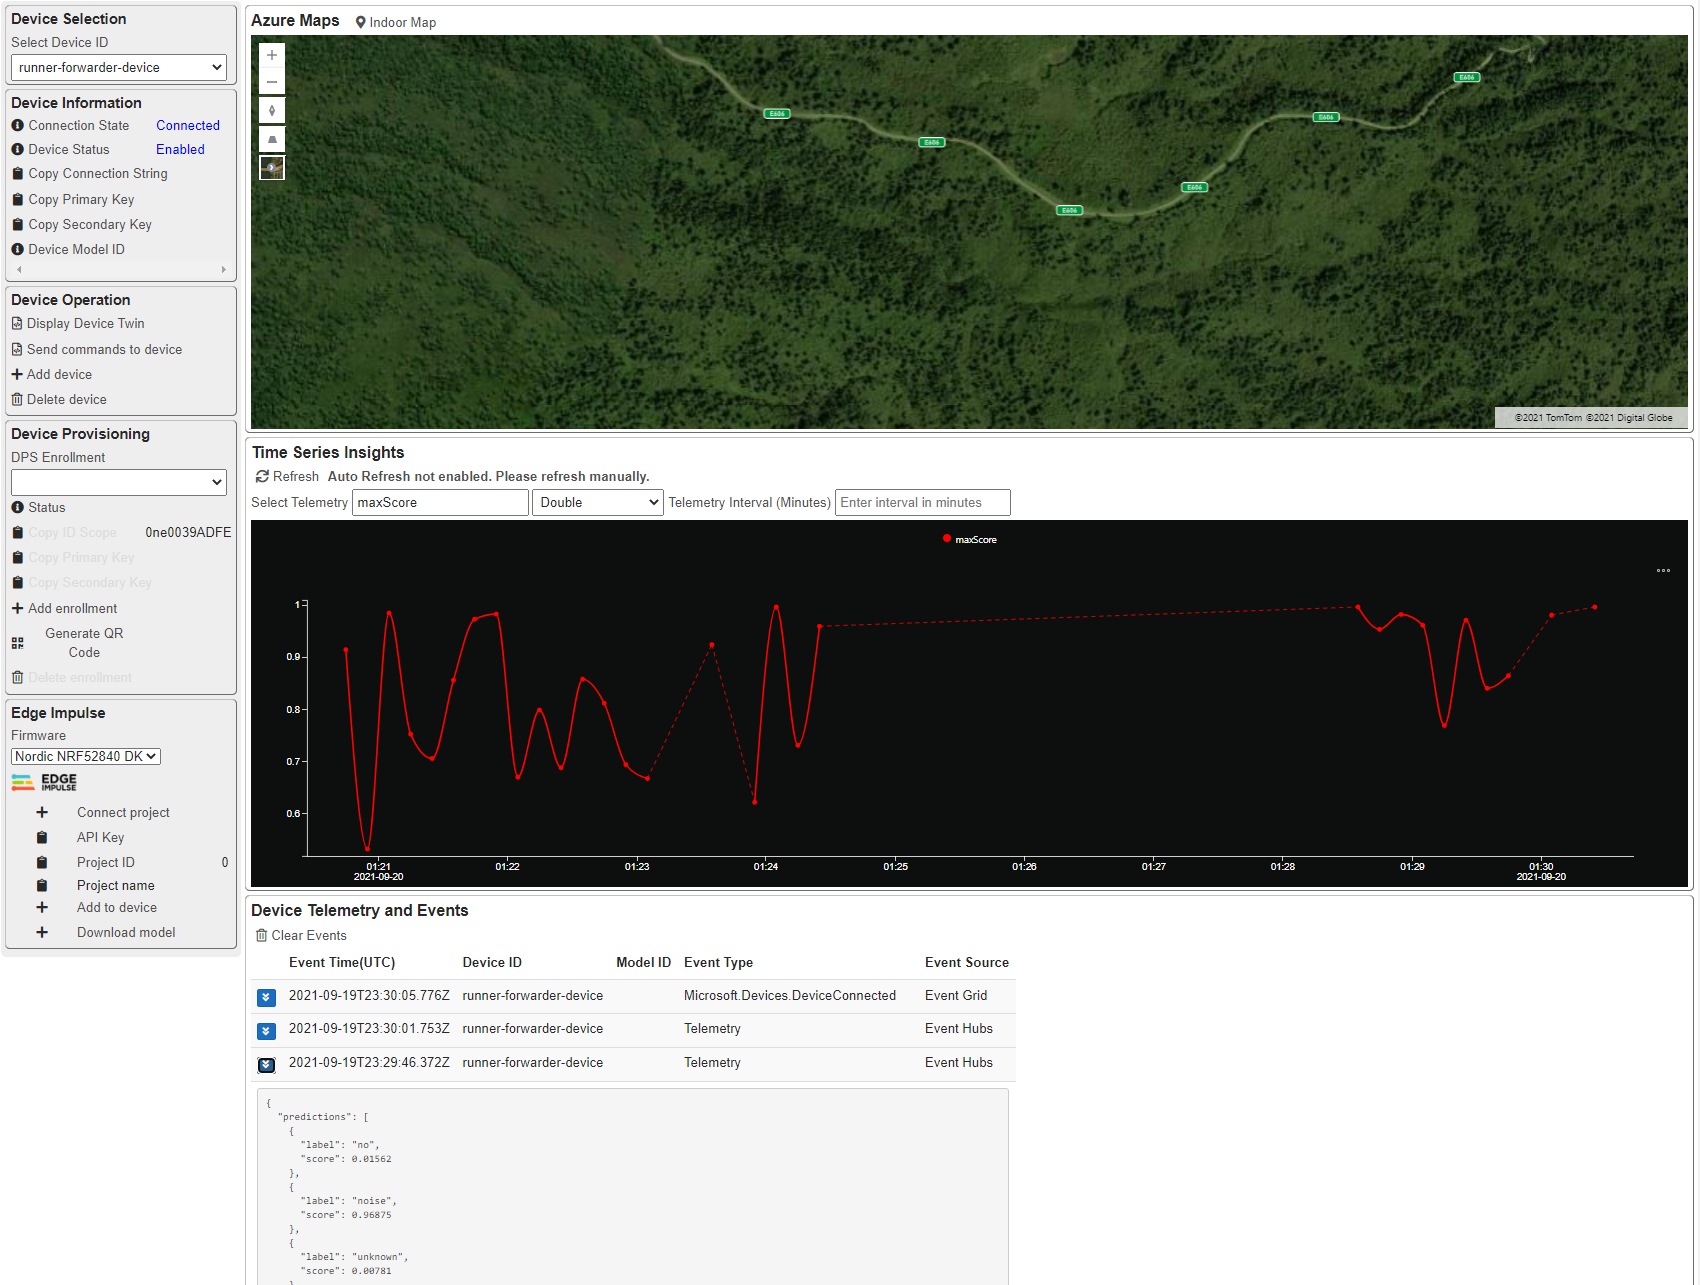 Device Selection
Select Device ID
runner-forwarder-device
Device Information
Connection State Connected
Device Status Enabled
Copy Connection String
Copy Primary Key
Copy Secondary Key
Device Model ID
Device Operation
Display Device Twin
Send commands to device
Add device
Delete device
Device Provisioning
DPS Enrollment
Status
Copy ID Scope 0ne0039ADFE
Copy Primary Key
Copy Secondary Key
Add enrollment
Generate QR
Code
Delete enrollment
Edge Impulse
Firmware
Nordic NRF52840 DK
EDGE
IMPULSE
Connect project
API Key
Project ID 0
Project name
Add to device
Download model
Azure Maps Indoor Map
E606
E606
E606
E606
E606
E606
©2021 TomTom ©2021 Digital Globe
Time Series Insights
Refresh Auto Refresh not enabled. Please refresh manually.
Select Telemetry maxScore Double Telemetry Interval (Minutes) Enter interval in minutes
maxScore
1
0.9
0.8
0.7
0.6
01:21 01:22 01:23 01:24 01:25 01:26 01:27 01:28 01:29 01:30
2021-09-20 2021-09-20
Device Telemetry and Events
Clear Events
Event Time(UTC) Device ID Model ID Event Type Event Source
2021-09-19T23:30:05.776Z runner-forwarder-device Microsoft.Devices.DeviceConnected Event Grid
2021-09-19T23:30:01.753Z runner-forwarder-device Telemetry Event Hubs
2021-09-19T23:29:46.372Z runner-forwarder-device Telemetry Event Hubs
{
"predictions": [
{
"label": "no",
"score": 0.01562
},
{
"label": "noise",
"score": 0.96875
},
{
"label": "unknown",
"score": 0.00781
}